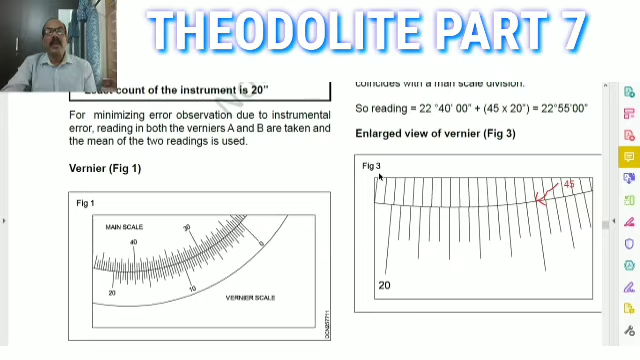 THEODOLITE PART 7
Least count of the instrument is 20"
For minimizing error observation due to instrumental
error, reading in both the verniers A and B are taken and
the mean of the two readings is used.
Vernier (Fig 1)
Fig 1
MAIN SCALE
40
30
20
10
0
VERNIER SCALE
coincides with a main scale division.
So reading = 22 °40' 00" + (45 x 20") = 22°55'00"
Enlarged view of vernier (Fig 3)
Fig 3
45
20